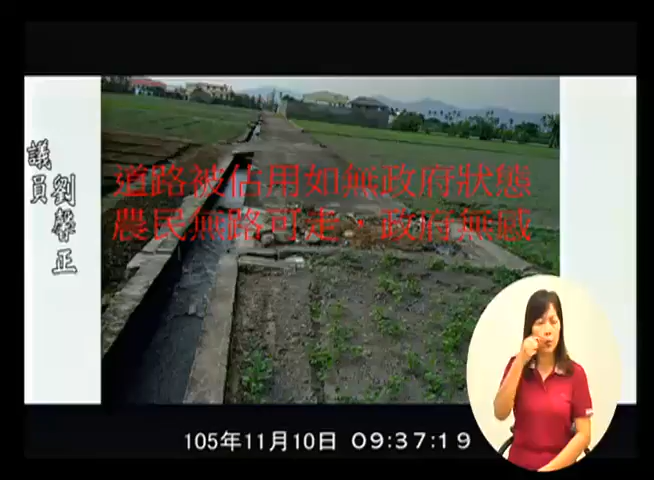 議員
劉馨正
道路被佔用如無政府狀態
農民無路可走，政府無感
105年11月10日 09:37:19